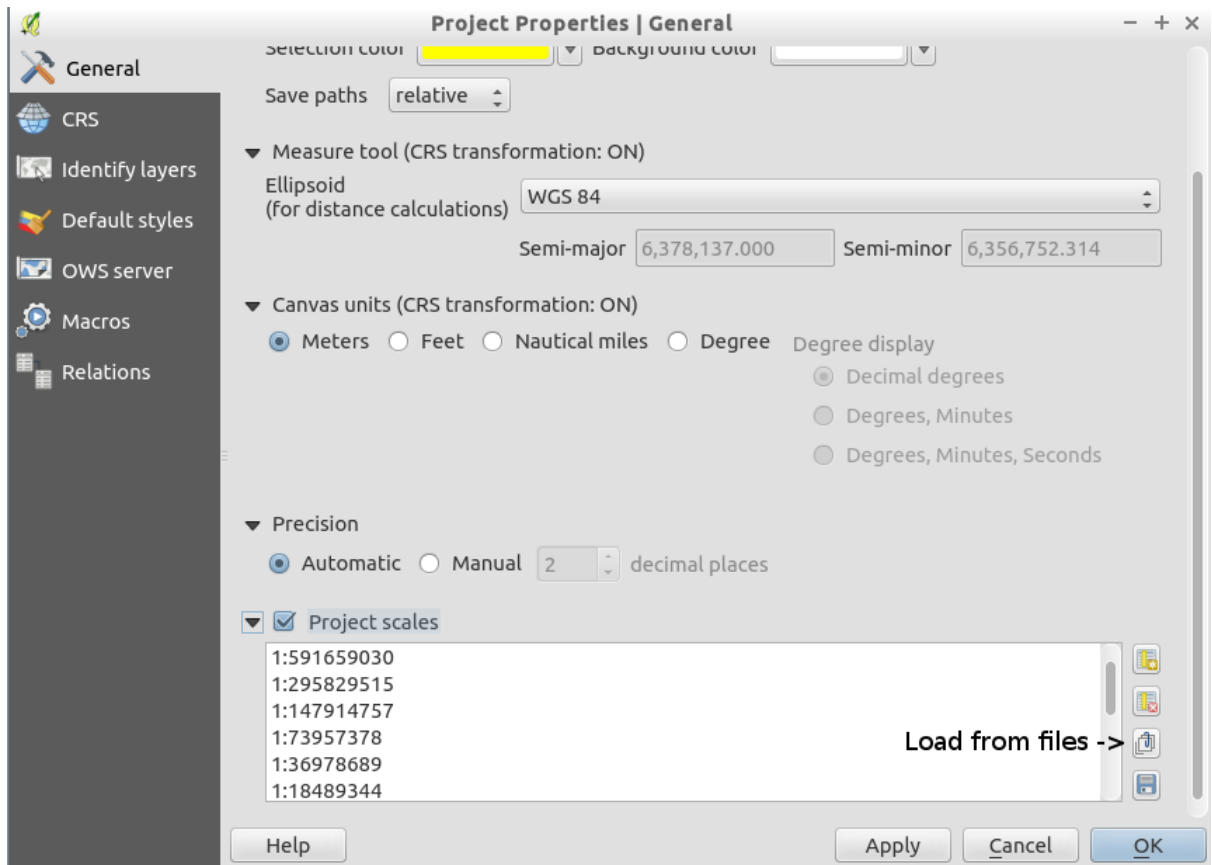 Project Properties | General
General
CRS
Identify layers
Default styles
OWS server
Macros
Relations
Selection color
Background color
Save paths relative
Measure tool (CRS transformation: ON)
Ellipsoid
(for distance calculations)
WGS 84
Semi-major 6,378,137.000 Semi-minor 6,356,752.314
Canvas units (CRS transformation: ON)
Meters Feet Nautical miles Degree Degree display
Decimal degrees
Degrees, Minutes
Degrees, Minutes, Seconds
Precision
Automatic Manual 2 decimal places
Project scales
1:591659030
1:295829515
1:147914757
1:73957378
1:36978689
1:18489344
Load from files ->
Help Apply Cancel OK